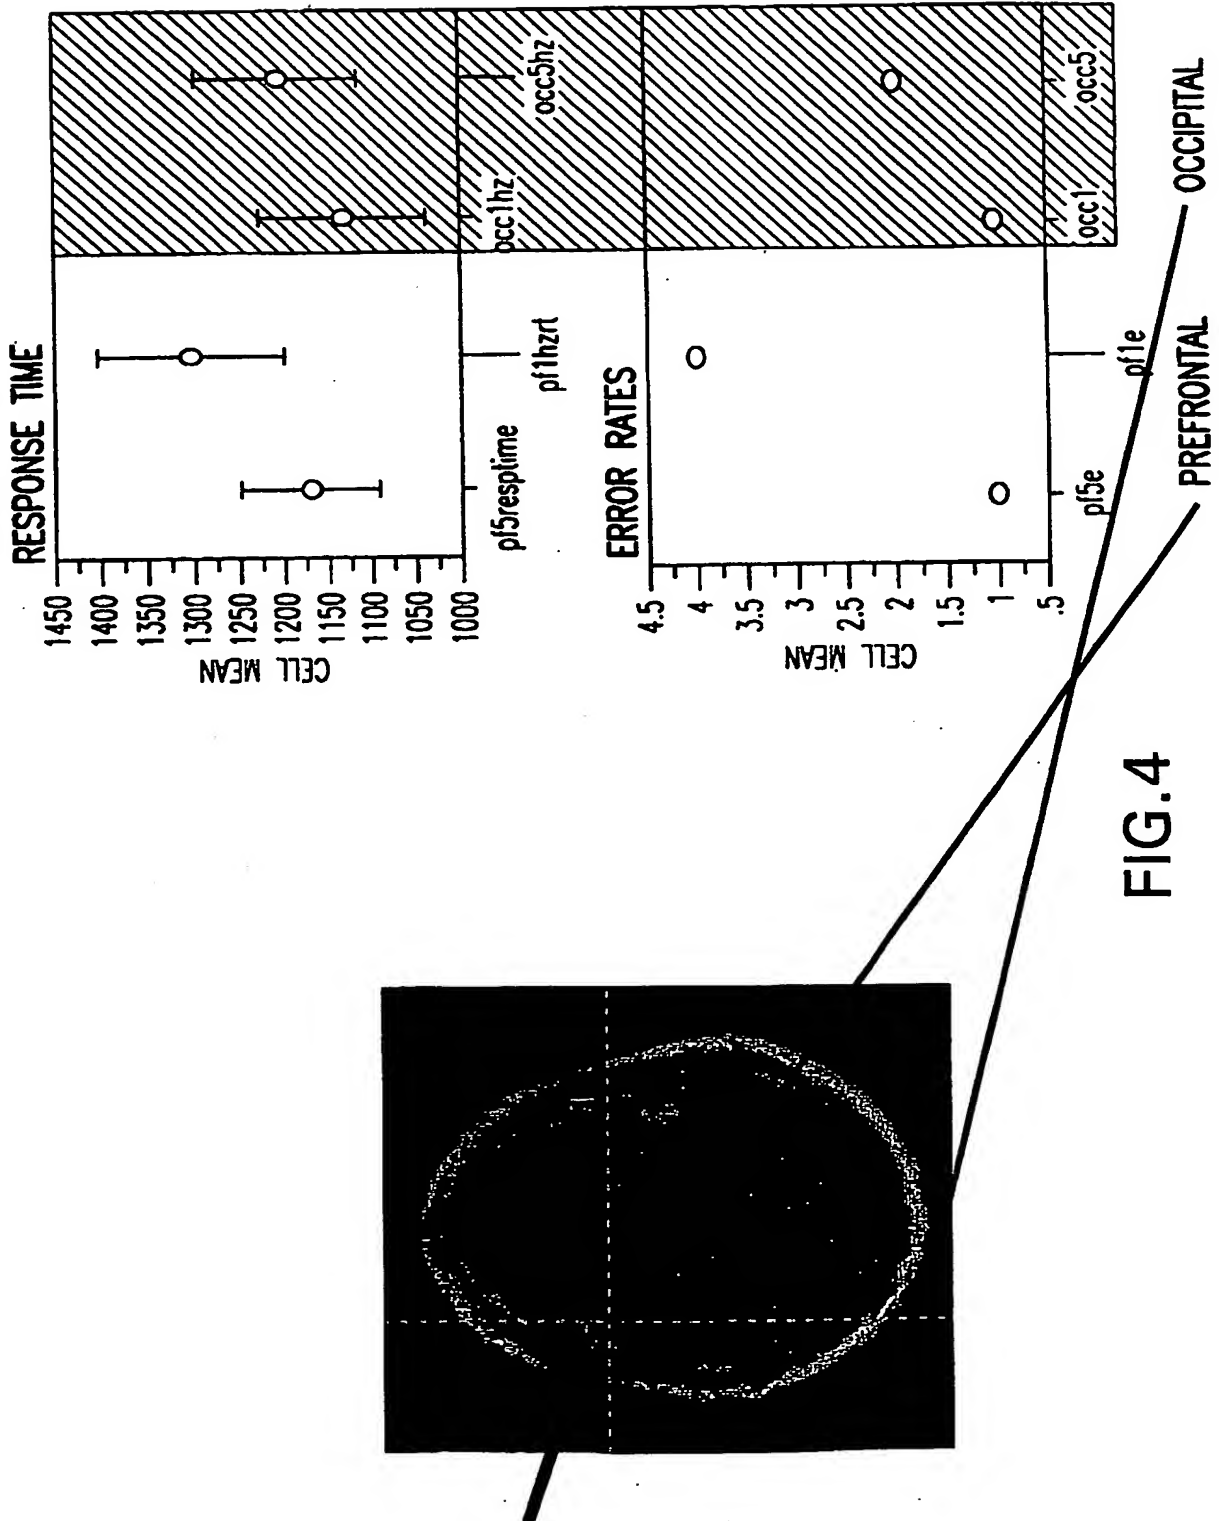 RESPONSE TIME
1450
1400
1350
1300
1250
1200
1150
1100
1050
1000
CELL MEAN
pf5resptime
pf1hzrt
occ1hz
occ5hz
ERROR RATES
4.5
4
3.5
3
2.5
2
1.5
1
.5
CELL MEAN
pf5e
pf1e
occ1
occ5
PREFRONTAL
OCCIPITAL
FIG.4